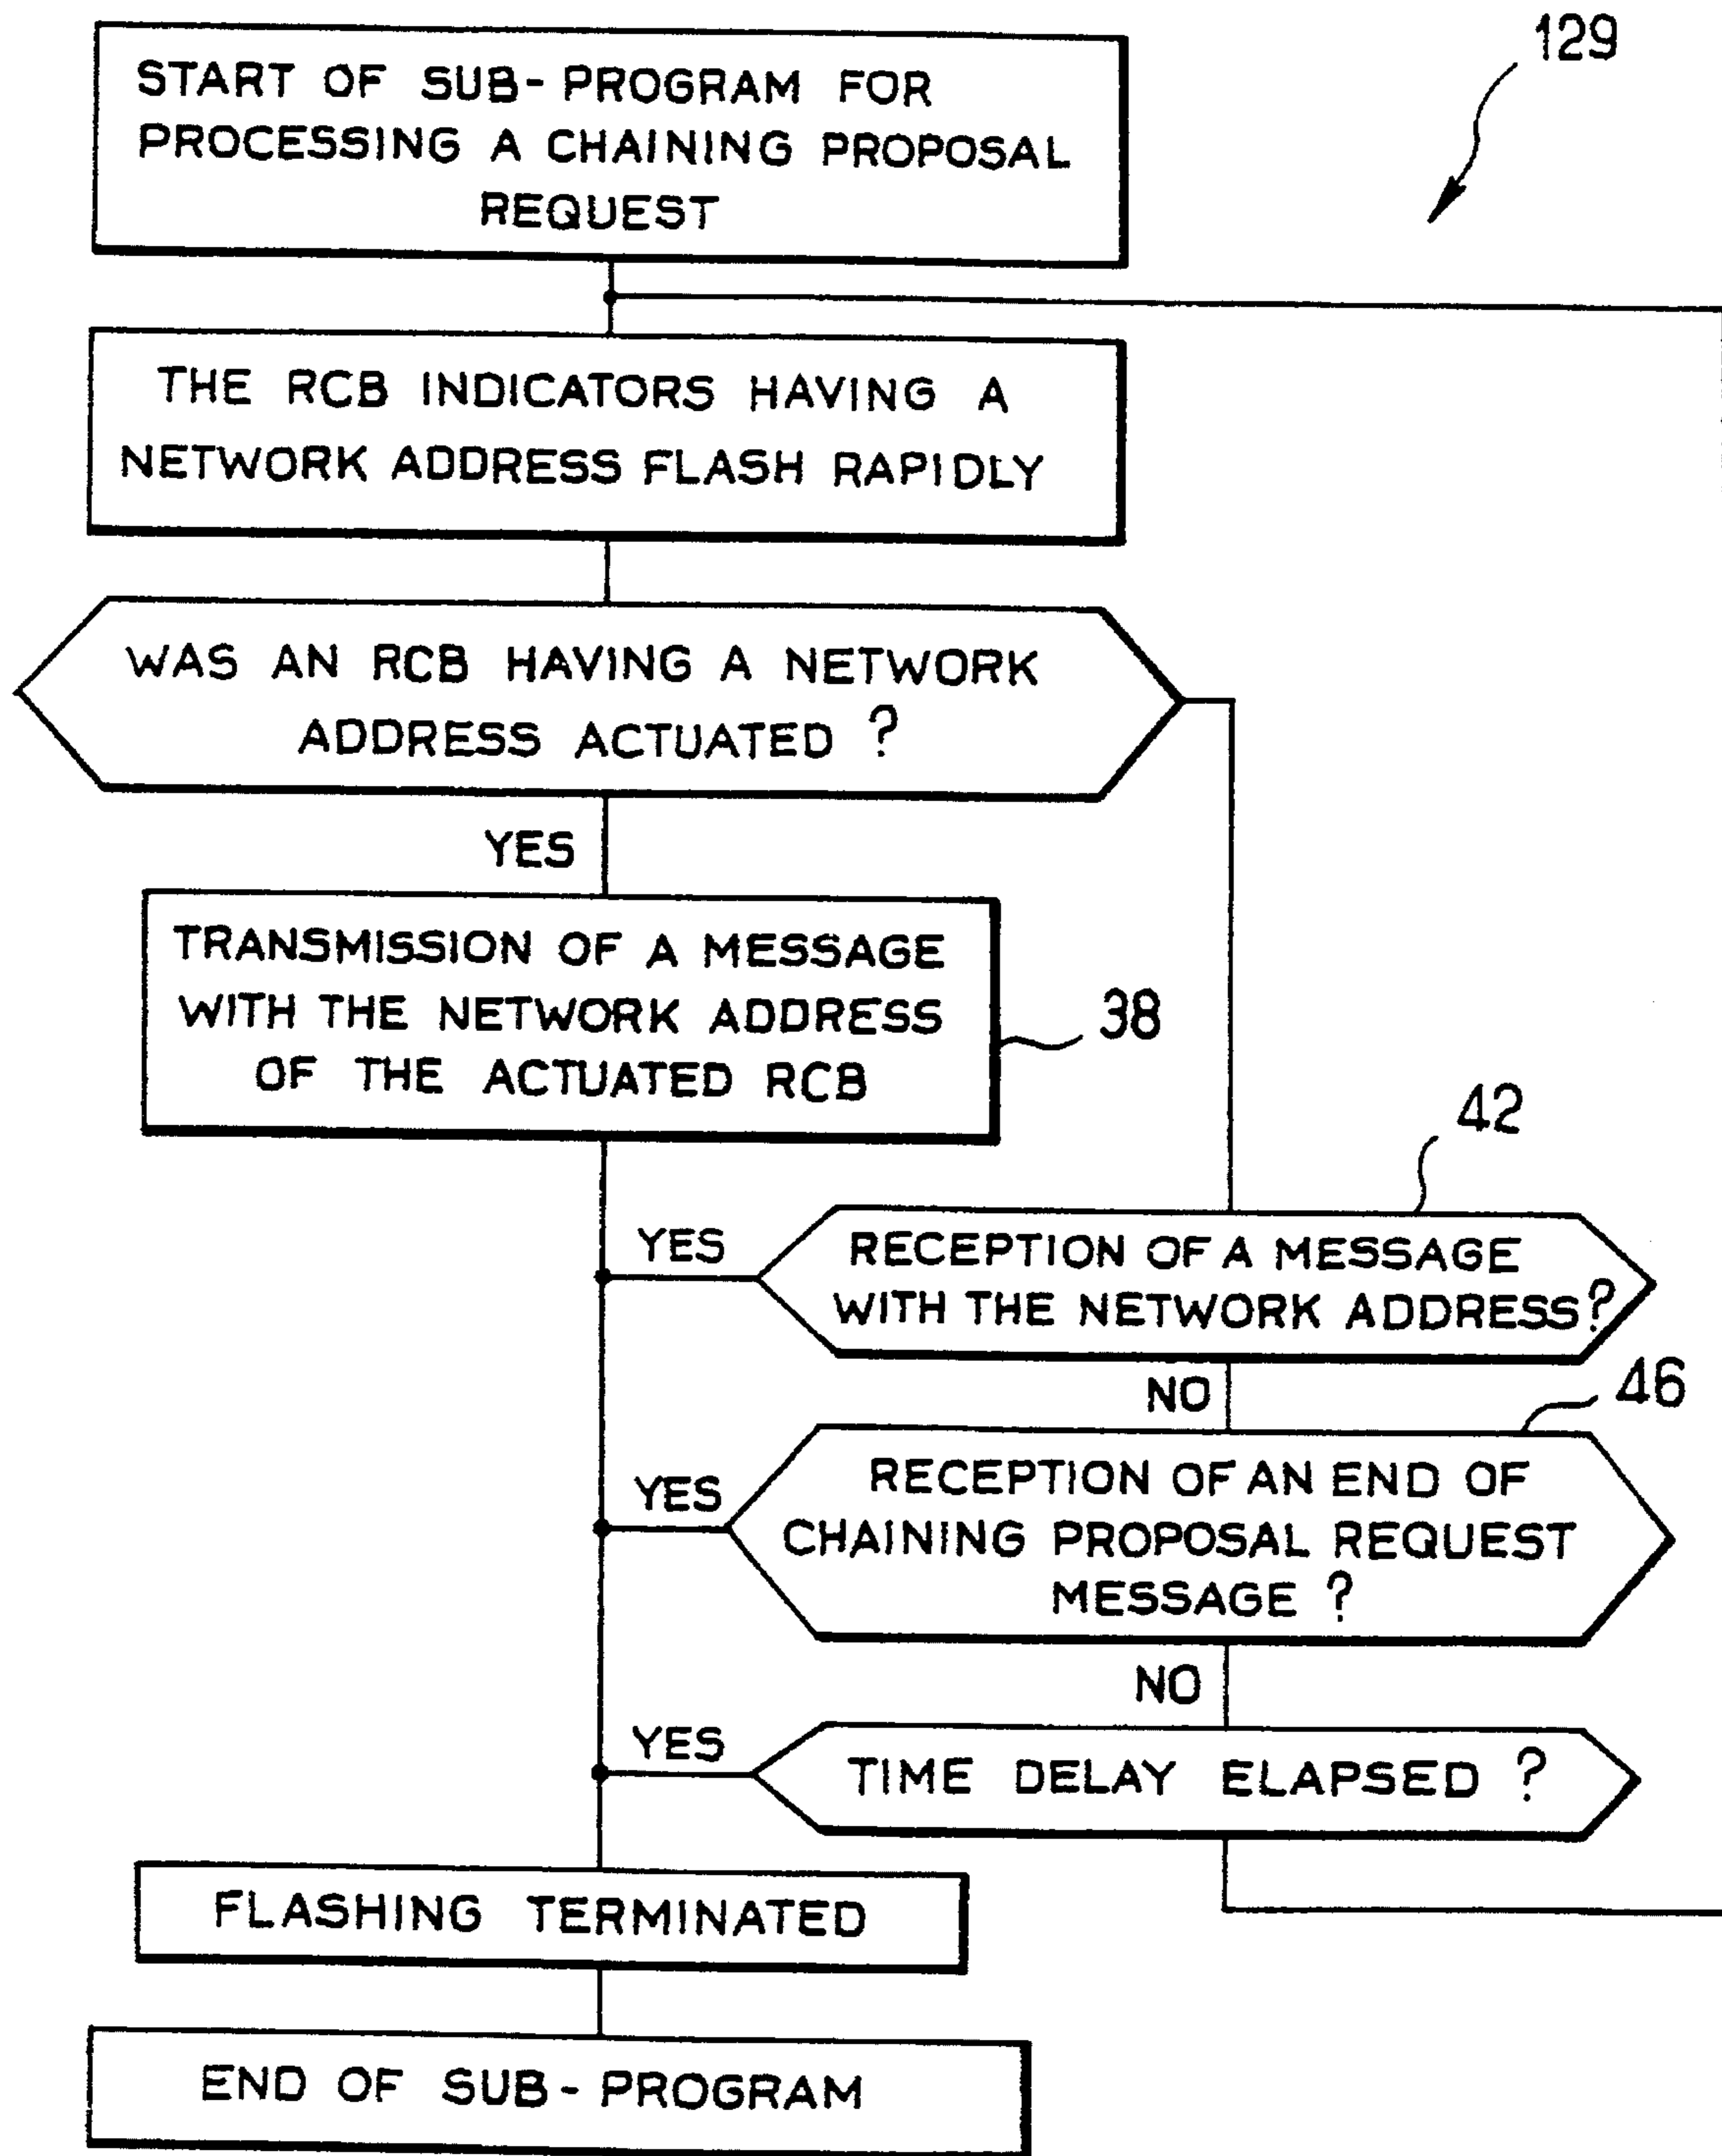 129
START OF SUB-PROGRAM FOR
PROCESSING A CHAINING PROPOSAL
REQUEST
THE RCB INDICATORS HAVING A
NETWORK ADDRESS FLASH RAPIDLY
WAS AN RCB HAVING A NETWORK
ADDRESS ACTUATED ?
YES
TRANSMISSION OF A MESSAGE
WITH THE NETWORK ADDRESS
OF THE ACTUATED RCB
38
42
YES
RECEPTION OF A MESSAGE
WITH THE NETWORK ADDRESS?
NO
46
YES
RECEPTION OF AN END OF
CHAINING PROPOSAL REQUEST
MESSAGE ?
NO
YES
TIME DELAY ELAPSED ?
FLASHING TERMINATED
END OF SUB-PROGRAM